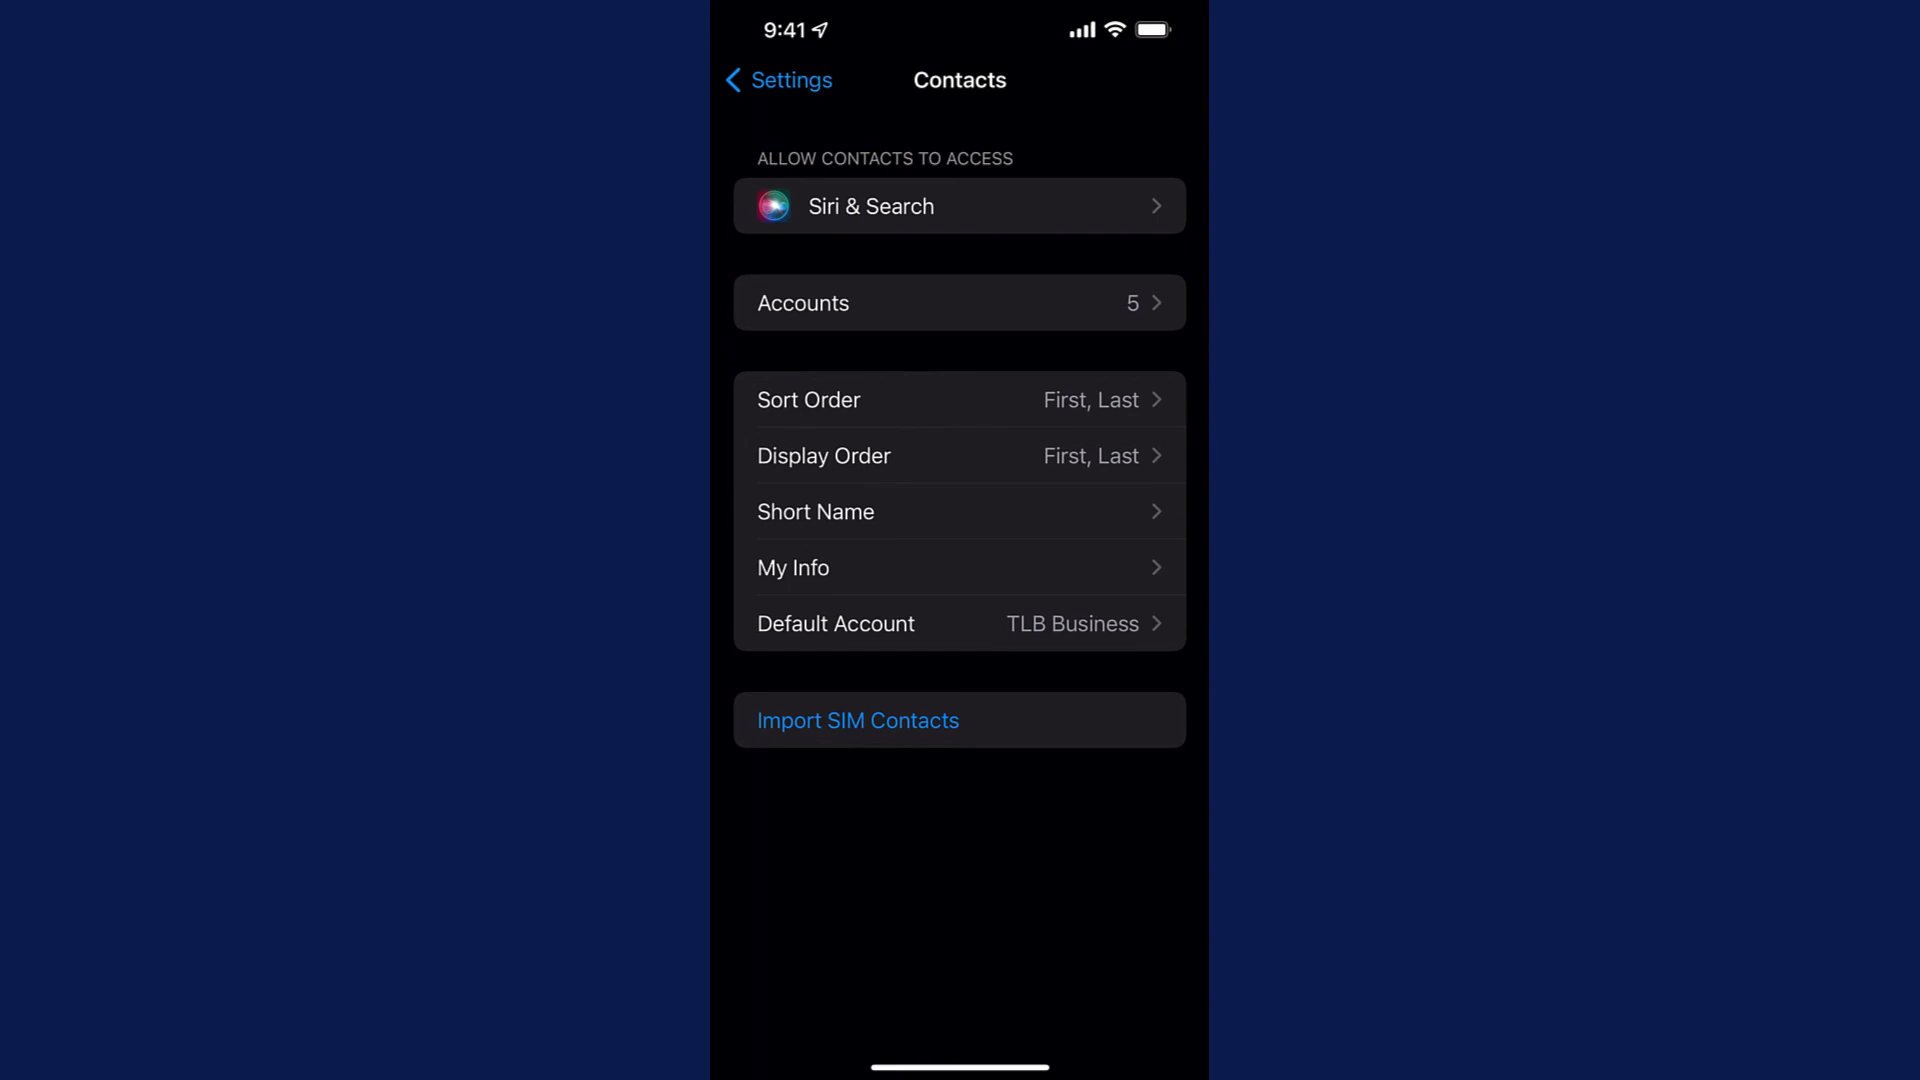 9:41
Settings
Contacts
ALLOW CONTACTS TO ACCESS
Siri & Search
Accounts 5
Sort Order First, Last
Display Order First, Last
Short Name
My Info
Default Account TLB Business
Import SIM Contacts